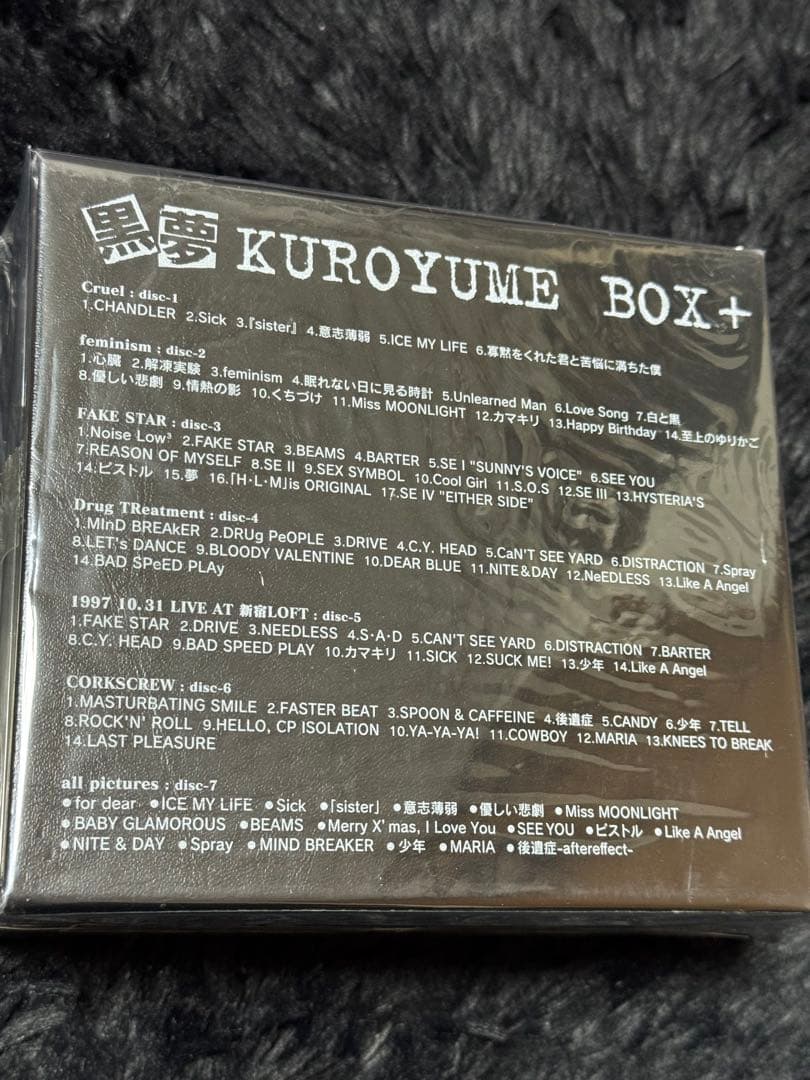 黒夢 KUROYUME BOX+
Cruel : disc-1
1.CHANDLER 2.Sick 3.『sister』 4.意志薄弱 5.ICE MY LIFE 6.寡黙をくれた君と苦悩に満ちた僕
feminism : disc-2
1.心臓 2.解凍実験 3.feminism 4.眠れない日に見る時計 5.Unlearned Man 6.Love Song 7.白と黒
8.優しい悲劇 9.情熱の影 10.くちづけ 11.Miss MOONLIGHT 12.カマキリ 13.Happy Birthday 14.至上のゆりかご
FAKE STAR : disc-3
1.Noise Low³ 2.FAKE STAR 3.BEAMS 4.BARTER 5.SE I "SUNNY'S VOICE" 6.SEE YOU
7.REASON OF MYSELF 8.SE II 9.SEX SYMBOL 10.Cool Girl 11.S.O.S 12.SE III 13.HYSTERIA'S
14.ピストル 15.夢 16.「H・L・M」is ORIGINAL 17.SE IV "EITHER SIDE"
Drug TReatment : disc-4
1.MInD BREAkER 2.DRUg PeOPLE 3.DRIVE 4.C.Y. HEAD 5.CaN'T SEE YARD 6.DISTRACTION 7.Spray
8.LET's DANCE 9.BLOODY VALENTINE 10.DEAR BLUE 11.NITE&DAY 12.NeEDLESS 13.Like A Angel
14.BAD SPeED PLAy
1997 10.31 LIVE AT 新宿LOFT : disc-5
1.FAKE STAR 2.DRIVE 3.NEEDLESS 4.S・A・D 5.CAN'T SEE YARD 6.DISTRACTION 7.BARTER
8.C.Y. HEAD 9.BAD SPEED PLAY 10.カマキリ 11.SICK 12.SUCK ME! 13.少年 14.Like A Angel
CORKSCREW : disc-6
1.MASTURBATING SMILE 2.FASTER BEAT 3.SPOON & CAFFEINE 4.後遺症 5.CANDY 6.少年 7.TELL
8.ROCK'N' ROLL 9.HELLO, CP ISOLATION 10.YA-YA-YA! 11.COWBOY 12.MARIA 13.KNEES TO BREAK
14.LAST PLEASURE
all pictures : disc-7
●for dear ●ICE MY LIFE ●Sick ●「sister」 ●意志薄弱 ●優しい悲劇 ●Miss MOONLIGHT
●BABY GLAMOROUS ●BEAMS ●Merry X'mas, I Love You ●SEE YOU ●ピストル ●Like A Angel
●NITE & DAY ●Spray ●MIND BREAKER ●少年 ●MARIA ●後遺症-aftereffect-